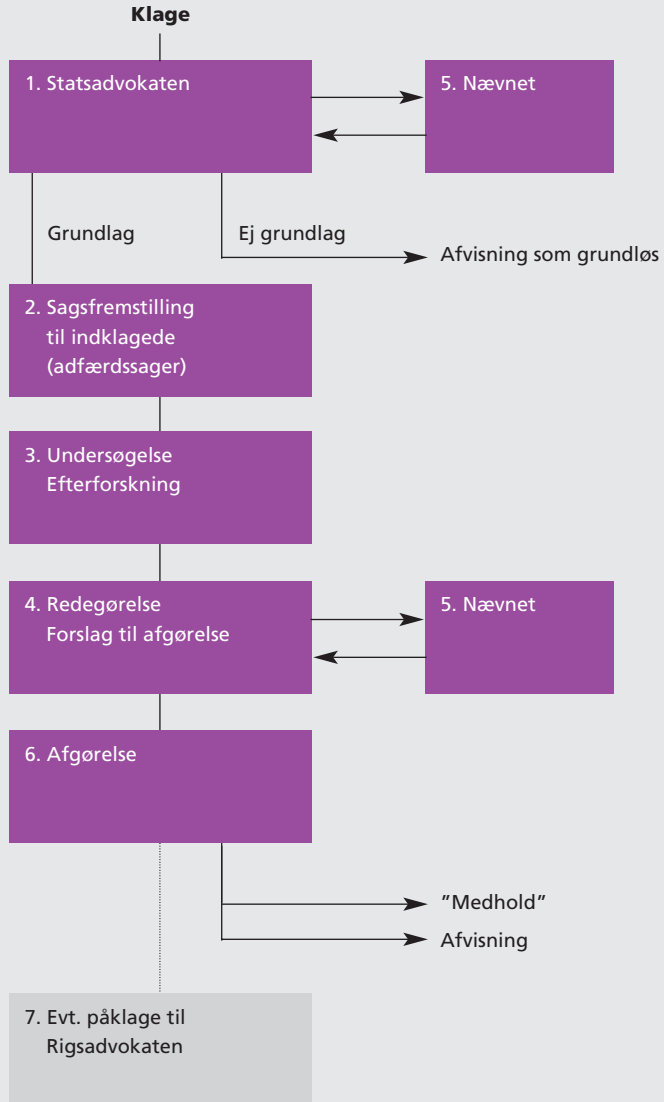 Klage
1. Statsadvokaten
5. Nævnet
Grundlag
Ej grundlag
Afvisning som grundløs
2. Sagsfremstilling
til indklagede
(adfærdssager)
3. Undersøgelse
Efterforskning
4. Redegørelse
Forslag til afgørelse
5. Nævnet
6. Afgørelse
”Medhold”
Afvisning
7. Evt. påklage til
Rigsadvokaten